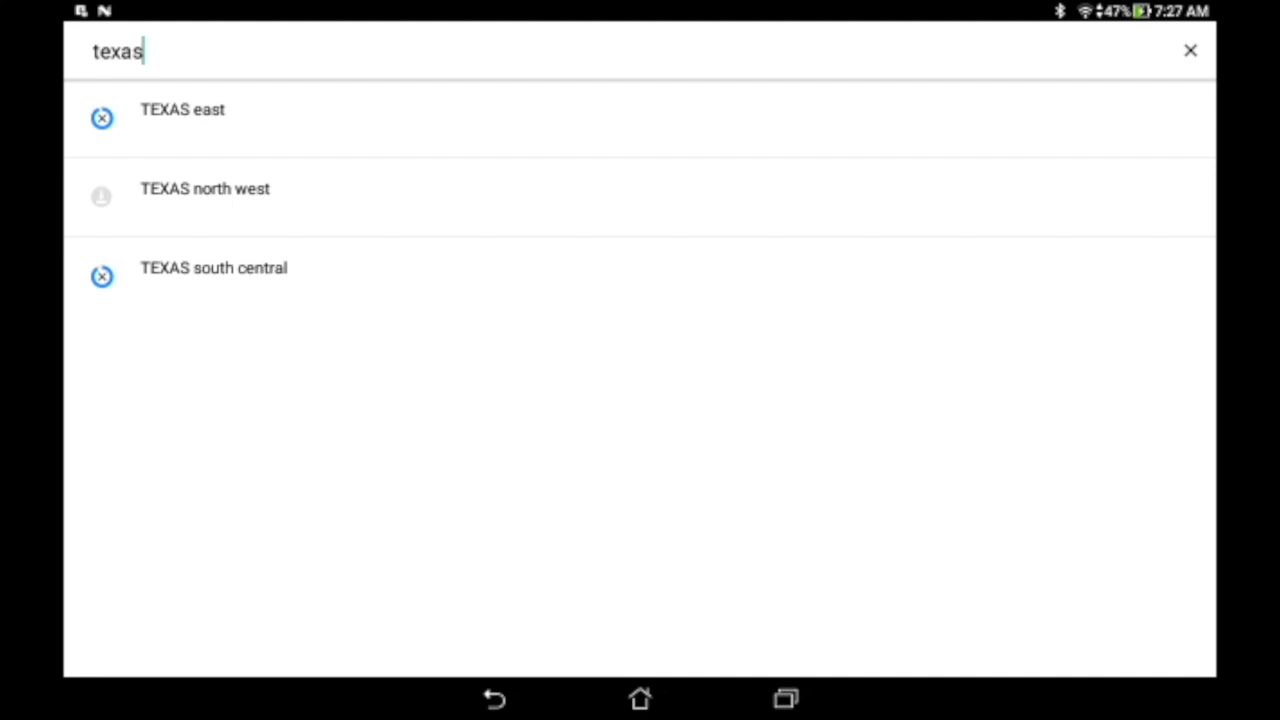 47% 7:27 AM
texas
TEXAS east
TEXAS north west
TEXAS south central